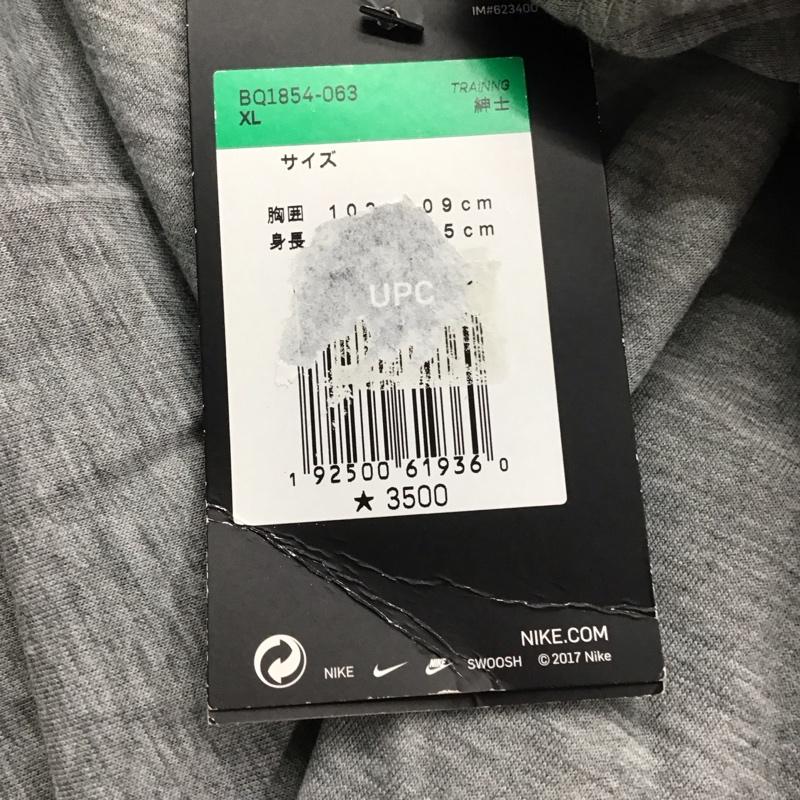 IM#623400
BQ1854-063 TRAINNG
XL 紳士
サイズ
胸囲 09cm
身長 5cm
UPC
1 92500 61936 0
★ 3500
NIKE.COM
NIKE SWOOSH © 2017 Nike